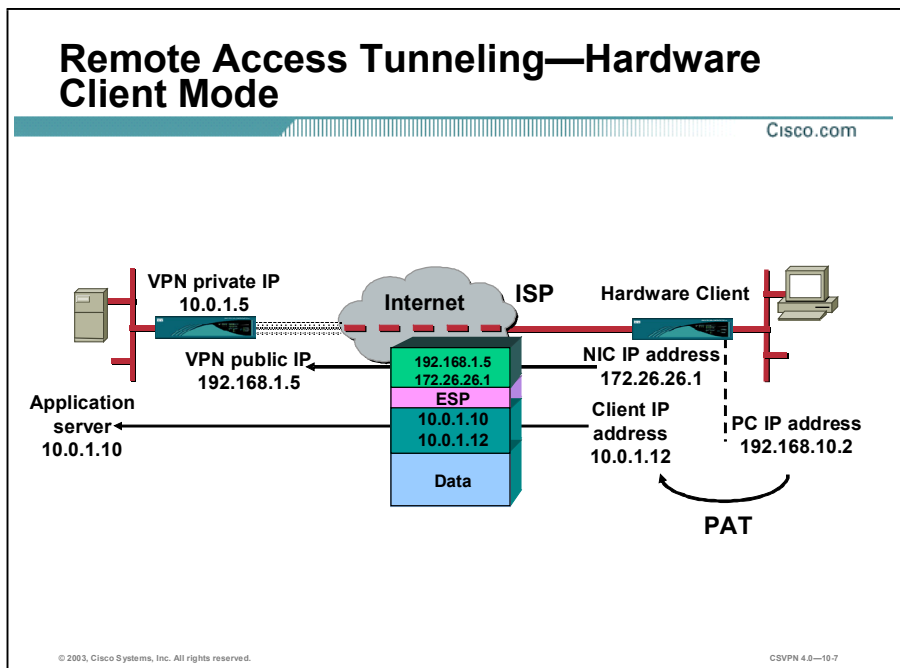 Remote Access Tunneling—Hardware
Client Mode
Cisco.com
VPN private IP
10.0.1.5
Internet
ISP
Hardware Client
VPN public IP
192.168.1.5
192.168.1.5
172.26.26.1
ESP
10.0.1.10
10.0.1.12
Data
NIC IP address
172.26.26.1
Application
server
10.0.1.10
Client IP
address
10.0.1.12
PC IP address
192.168.10.2
PAT
© 2003, Cisco Systems, Inc. All rights reserved.
CSVPN 4.0—10-7